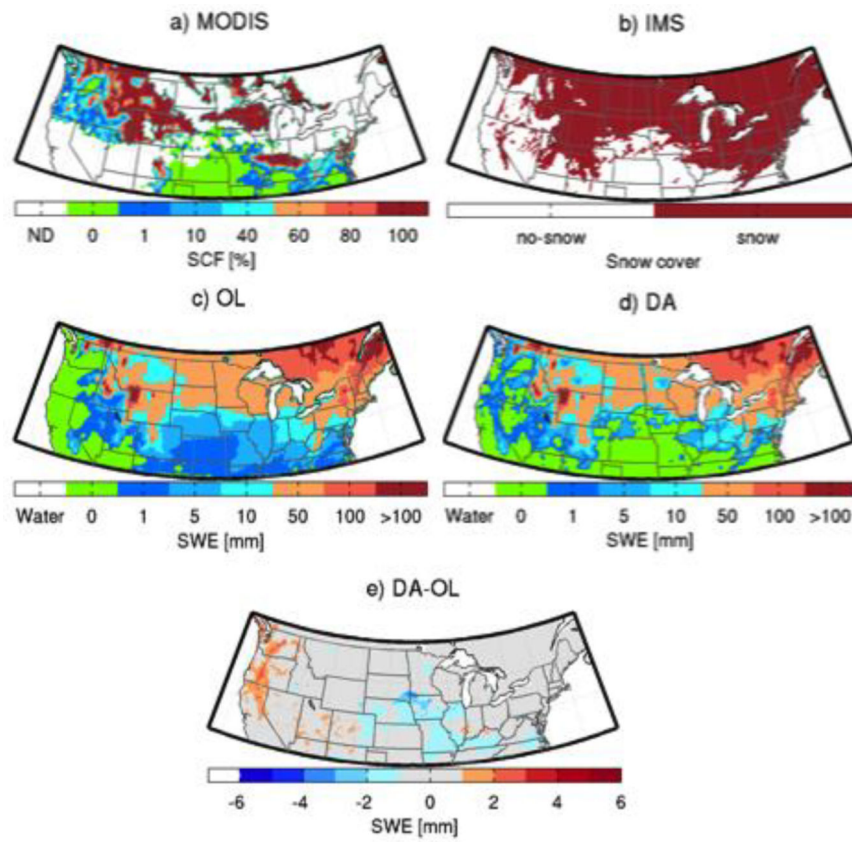 a) MODIS
b) IMS
ND 0 1 10 40 60 80 100
SCF [%]
no-snow snow
Snow cover
c) OL
d) DA
Water 0 1 5 10 50 100 >100
SWE [mm]
Water 0 1 5 10 50 100 >100
SWE [mm]
e) DA-OL
-6 -4 -2 0 2 4 6
SWE [mm]